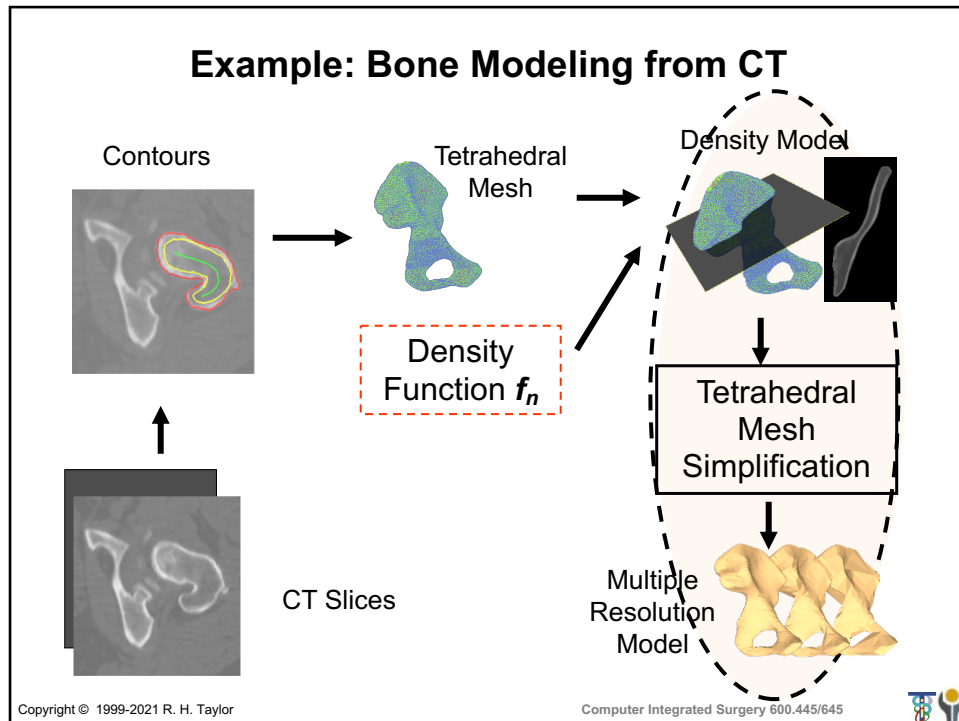 Example: Bone Modeling from CT
Contours
Tetrahedral
Mesh
Density Model
Density
Function fn
Tetrahedral
Mesh
Simplification
CT Slices
Multiple
Resolution
Model
Copyright © 1999-2021 R. H. Taylor
Computer Integrated Surgery 600.445/645